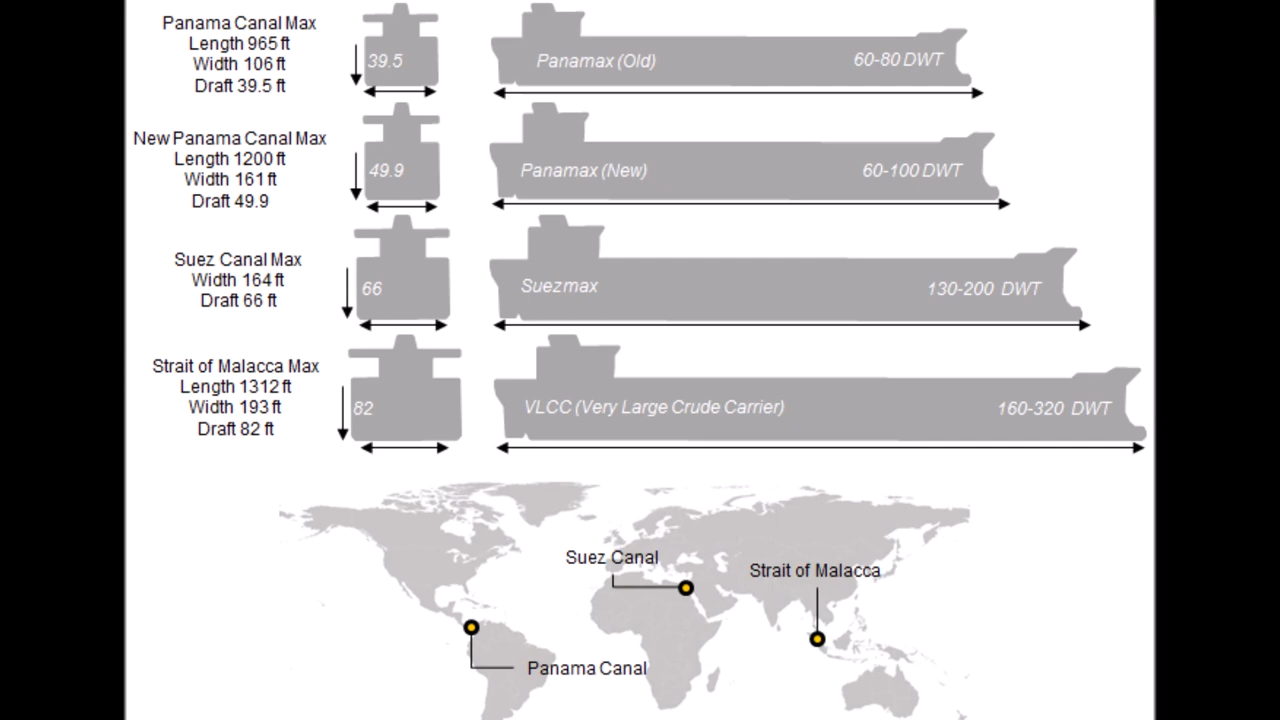 Panama Canal Max
Length 965 ft
Width 106 ft
Draft 39.5 ft
39.5
Panamax (Old)
60-80 DWT
New Panama Canal Max
Length 1200 ft
Width 161 ft
Draft 49.9
49.9
Panamax (New)
60-100 DWT
Suez Canal Max
Width 164 ft
Draft 66 ft
66
Suezmax
130-200 DWT
Strait of Malacca Max
Length 1312 ft
Width 193 ft
Draft 82 ft
82
VLCC (Very Large Crude Carrier)
160-320 DWT
Suez Canal
Strait of Malacca
Panama Canal